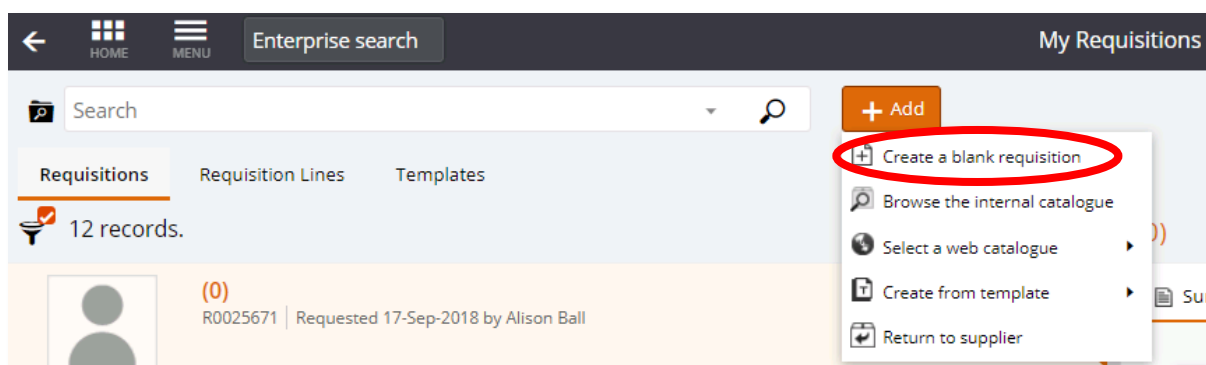 HOME
MENU
Enterprise search
My Requisitions
Search
+ Add
Create a blank requisition
Requisitions
Requisition Lines
Templates
Browse the internal catalogue
12 records.
Select a web catalogue
0)
(0)
Create from template
R0025671 | Requested 17-Sep-2018 by Alison Ball
Return to supplier